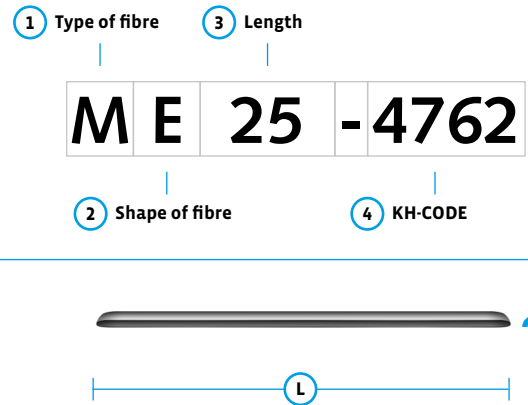 1 Type of fibre 3 Length
M E 25 - 4762
2 Shape of fibre 4 KH-CODE
L